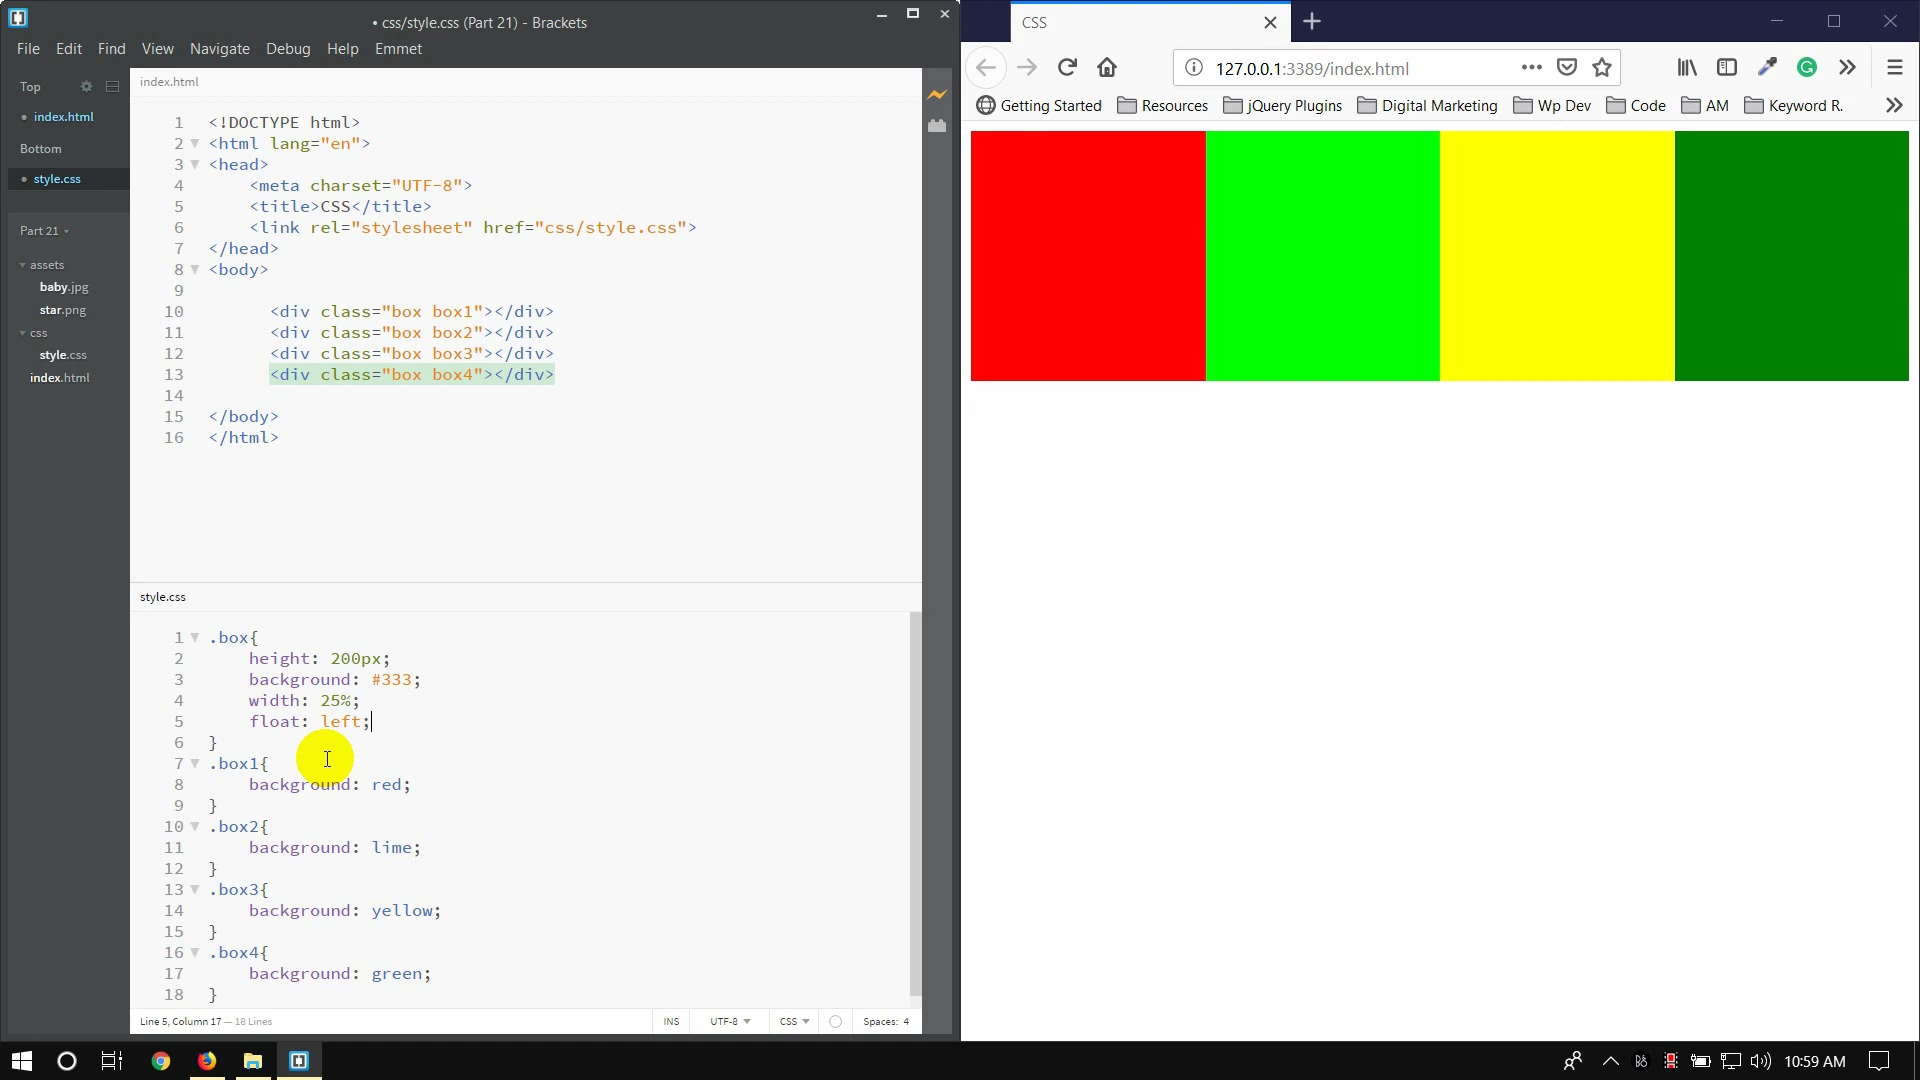 • css/style.css (Part 21) - Brackets
File Edit Find View Navigate Debug Help Emmet
Top
• index.html
Bottom
• style.css
Part 21
assets
baby.jpg
star.png
css
style.css
index.html
index.html
1 <!DOCTYPE html>
2 <html lang="en">
3 <head>
4 <meta charset="UTF-8">
5 <title>CSS</title>
6 <link rel="stylesheet" href="css/style.css">
7 </head>
8 <body>
9
10 <div class="box box1"></div>
11 <div class="box box2"></div>
12 <div class="box box3"></div>
13 <div class="box box4"></div>
14
15 </body>
16 </html>
style.css
1 .box{
2 height: 200px;
3 background: #333;
4 width: 25%;
5 float: left;
6 }
7 .box1{
8 background: red;
9 }
10 .box2{
11 background: lime;
12 }
13 .box3{
14 background: yellow;
15 }
16 .box4{
17 background: green;
18 }
Line 5, Column 17 — 18 Lines
INS UTF-8 CSS Spaces: 4
CSS
127.0.0.1:3389/index.html
Getting Started Resources jQuery Plugins Digital Marketing Wp Dev Code AM Keyword R.
10:59 AM